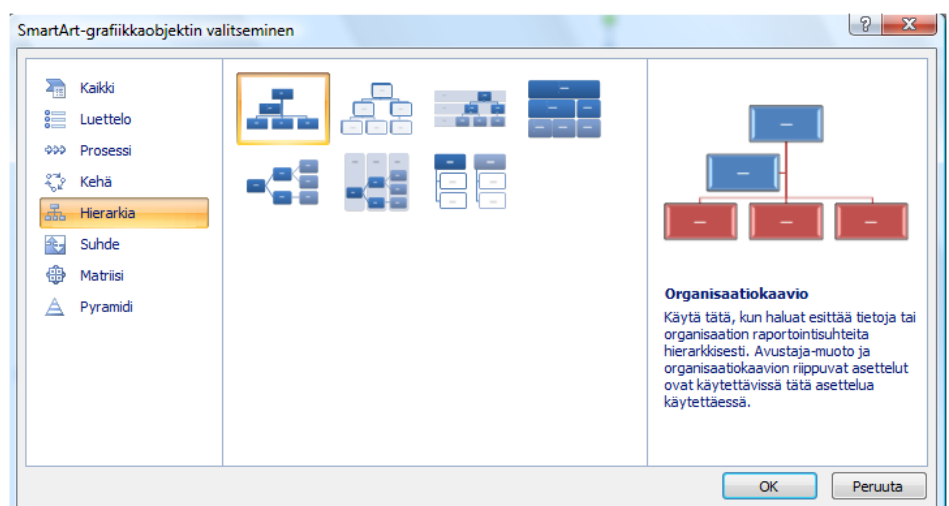 SmartArt-grafiikkaobjektin valitseminen
Kaikki
Luettelo
Prosessi
Kehä
Hierarkia
Suhde
Matriisi
Pyramidi
Organisaatiokaavio
Käytä tätä, kun haluat esittää tietoja tai
organisaation raportointisuhteita
hierarkkisesti. Avustaja-muoto ja
organisaatiokaavion riippuvat asettelut
ovat käytettävissä tätä asettelua
käytettäessä.
OK
Peruuta